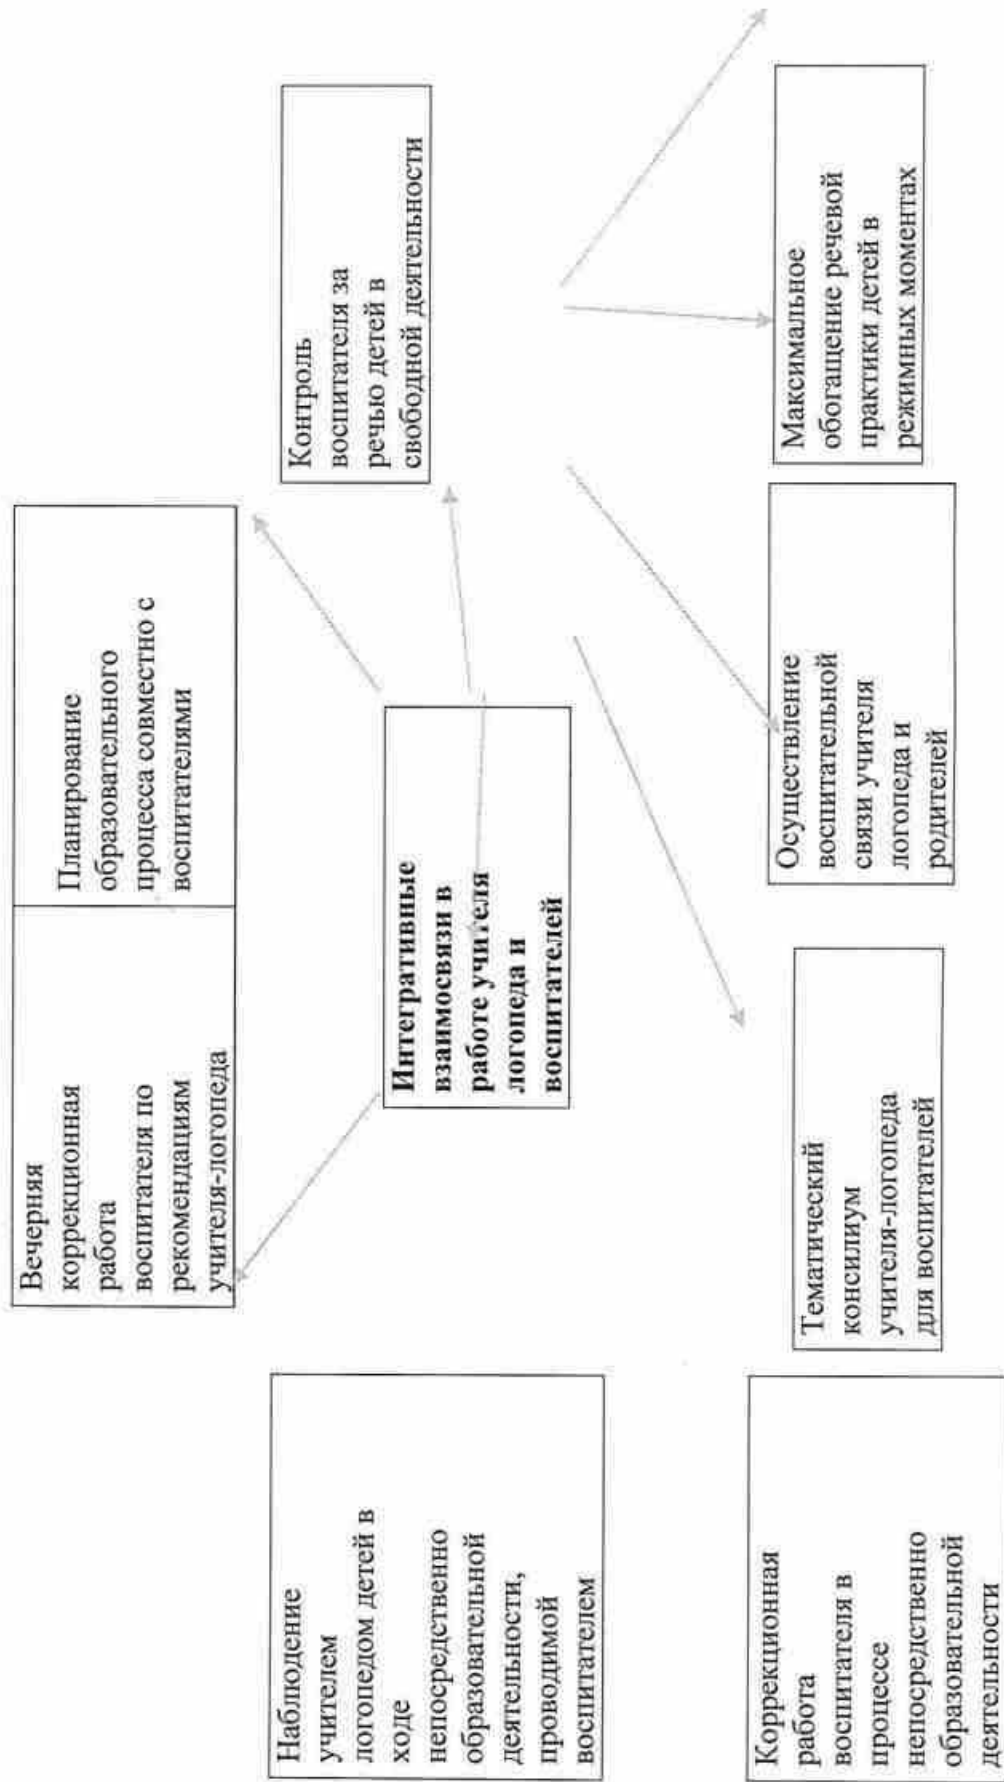 Вечерняя
коррекционная
работа
воспитателя по
рекомендациям
учителя-логопеда
Планирование
образовательного
процесса совместно с
воспитателями
Наблюдение
учителем
логопедом детей в
ходе
непосредственно
образовательной
деятельности,
проводимой
воспитателем
Интегративные
взаимосвязи в
работе учителя
логопеда и
воспитателей
Контроль
воспитателя за
речью детей в
свободной деятельности
Коррекционная
работа
воспитателя в
процессе
непосредственно
образовательной
деятельности
Тематический
консилиум
учителя-логопеда
для воспитателей
Осуществление
воспитательной
связи учителя
логопеда и
родителей
Максимальное
обогащение речевой
практики детей в
режимных моментах